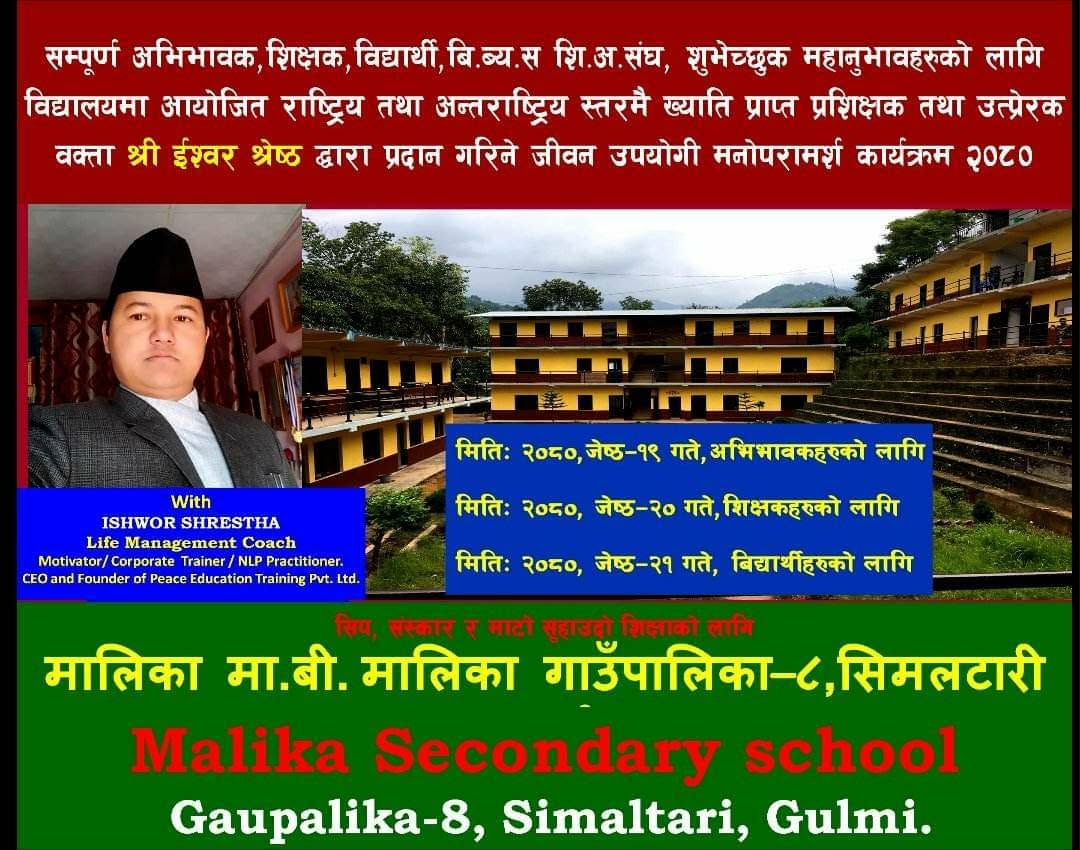 सम्पूर्ण अभिभावक,शिक्षक,विद्यार्थी,बि.ब्य.स शि.अ.संघ, शुभेच्छुक महानुभावहरुको लागि
विद्यालयमा आयोजित राष्ट्रिय तथा अन्तराष्ट्रिय स्तरमै ख्याति प्राप्त प्रशिक्षक तथा उत्प्रेरक
वक्ता श्री ईश्वर श्रेष्ठ द्वारा प्रदान गरिने जीवन उपयोगी मनोपरामर्श कार्यक्रम २०८०
मितिः २०८०,जेष्ठ-१९ गते,अभिभावकहरुको लागि
मितिः २०८०, जेष्ठ-२० गते,शिक्षकहरुको लागि
मितिः २०८०, जेष्ठ-२१ गते, बिद्यार्थीहरुको लागि
With
ISHWOR SHRESTHA
Life Management Coach
Motivator/ Corporate Trainer / NLP Practitioner.
CEO and Founder of Peace Education Training Pvt. Ltd.
सिप, संस्कार र माटो सूहाउदो शिक्षाको लागि
मालिका मा.बी. मालिका गाउँपालिका-८,सिमलटारी
Malika Secondary school
Gaupalika-8, Simaltari, Gulmi.